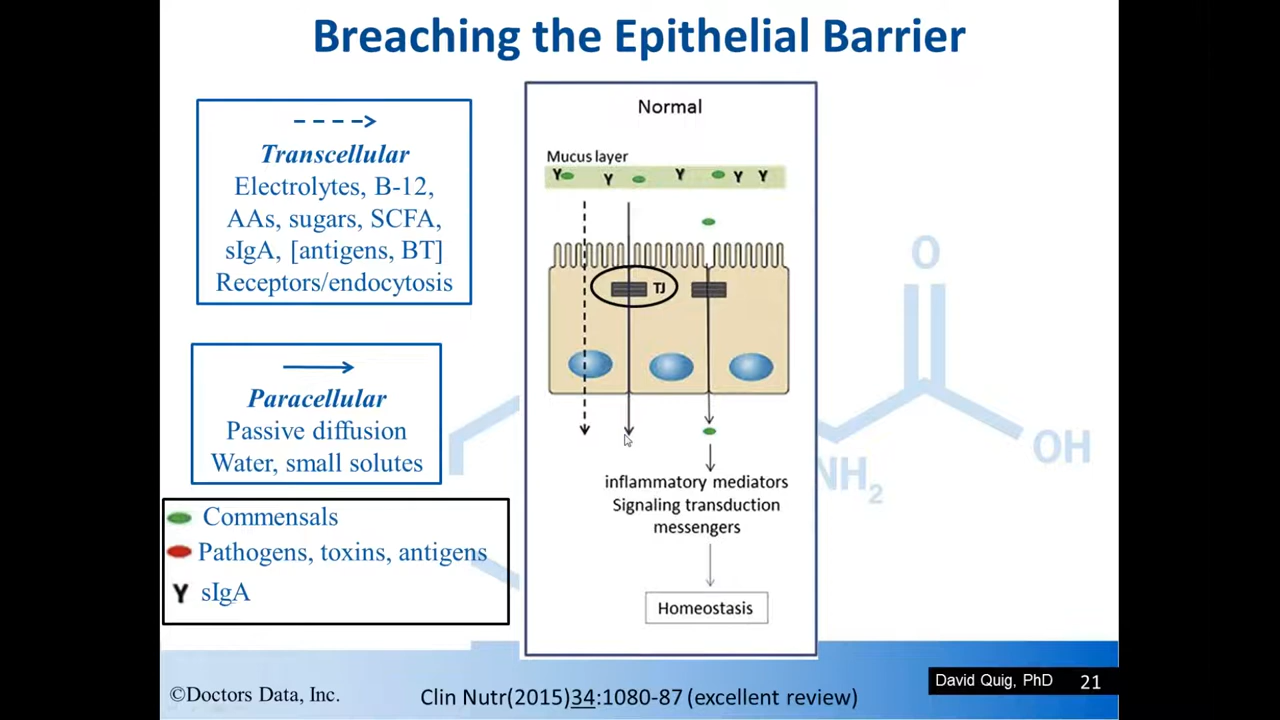 Breaching the Epithelial Barrier
Transcellular
Electrolytes, B-12,
AAs, sugars, SCFA,
sIgA, [antigens, BT]
Receptors/endocytosis
Paracellular
Passive diffusion
Water, small solutes
Commensals
Pathogens, toxins, antigens
Y sIgA
Normal
Mucus layer
Y Y Y Y Y
TJ
inflammatory mediators
Signaling transduction
messengers
Homeostasis
O
OH
NH2
©Doctors Data, Inc.
Clin Nutr(2015)34:1080-87 (excellent review)
David Quig, PhD
21